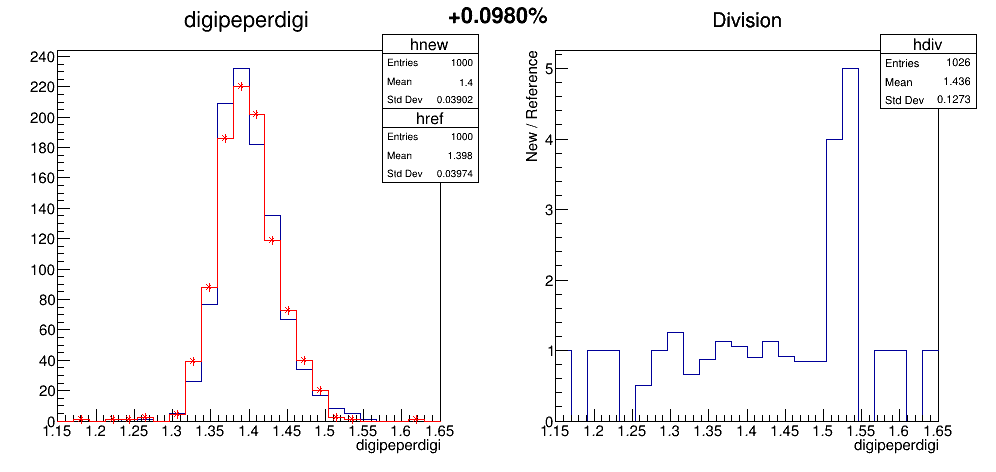 digipeperdigi
+0.0980%
Division
hnew
Entries 1000
Mean 1.4
Std Dev 0.03902
href
Entries 1000
Mean 1.398
Std Dev 0.03974
240
220
200
180
160
140
120
100
80
60
40
20
0
1.15 1.2 1.25 1.3 1.35 1.4 1.45 1.5 1.55 1.6 1.65
digipeperdigi
hdiv
Entries 1026
Mean 1.436
Std Dev 0.1273
New / Reference
5
4
3
2
1
0
1.15 1.2 1.25 1.3 1.35 1.4 1.45 1.5 1.55 1.6 1.65
digipeperdigi